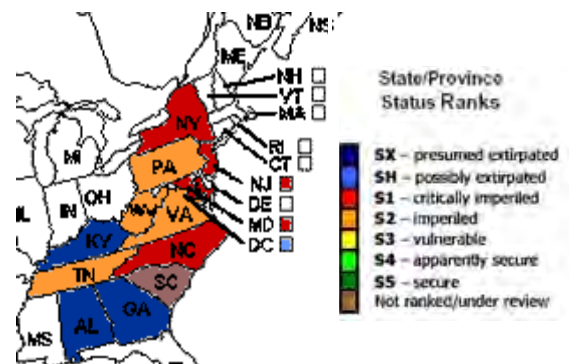 NB
NS
ME
NH
VT
MA
NY
RI
CT
MI
PA
NJ
DE
MD
DC
OH
IN
IL
WV
VA
KY
NC
TN
SC
MS
AL
GA
State/Province
Status Ranks
SX – presumed extirpated
SH – possibly extirpated
S1 – critically imperiled
S2 – imperiled
S3 – vulnerable
S4 – apparently secure
S5 – secure
Not ranked/under review